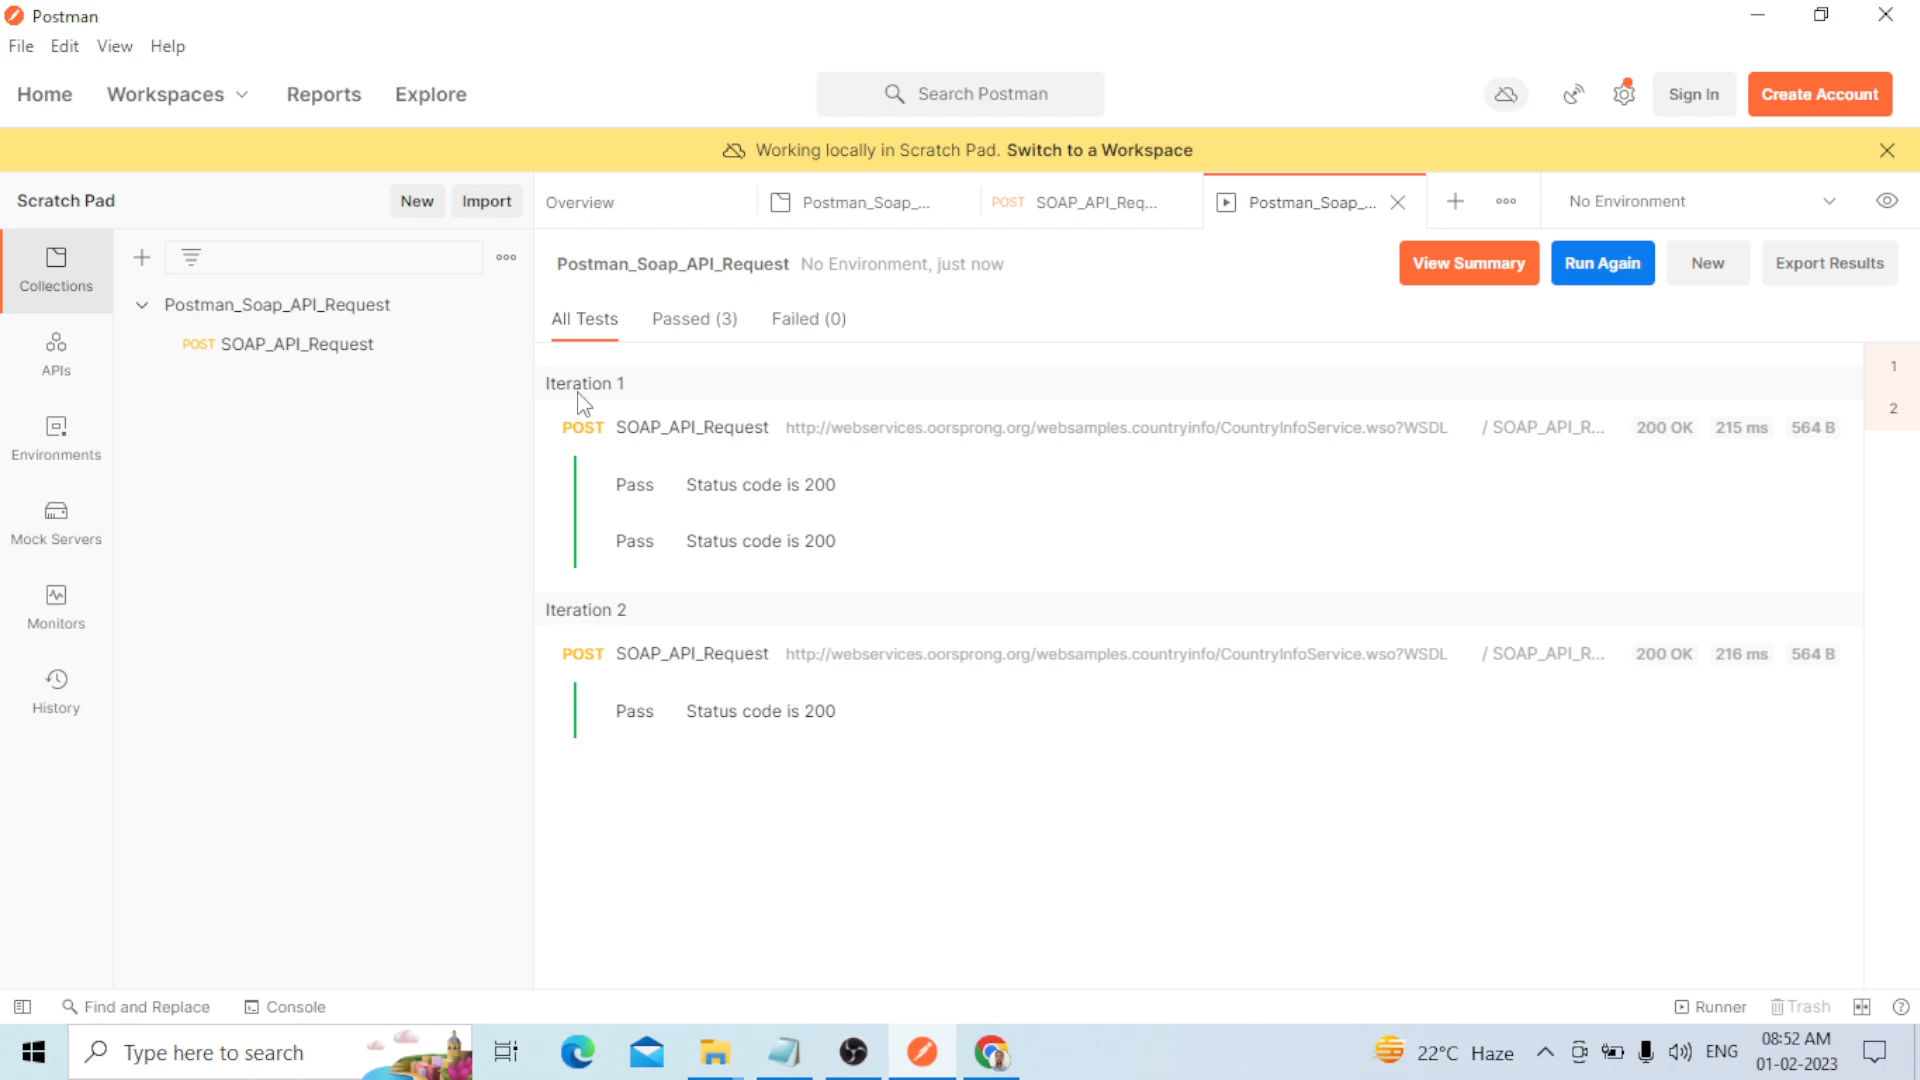 Postman
File Edit View Help
Home Workspaces Reports Explore
Search Postman
Sign In
Create Account
Working locally in Scratch Pad. Switch to a Workspace
Scratch Pad
New
Import
Overview
Postman_Soap_...
POST SOAP_API_Req...
Postman_Soap_...
No Environment
Collections
APIs
Environments
Mock Servers
Monitors
History
Postman_Soap_API_Request
POST SOAP_API_Request
Postman_Soap_API_Request No Environment, just now
View Summary
Run Again
New
Export Results
All Tests Passed (3) Failed (0)
Iteration 1
POST SOAP_API_Request http://webservices.oorsprong.org/websamples.countryinfo/CountryInfoService.wso?WSDL / SOAP_API_R... 200 OK 215 ms 564 B
Pass Status code is 200
Pass Status code is 200
Iteration 2
POST SOAP_API_Request http://webservices.oorsprong.org/websamples.countryinfo/CountryInfoService.wso?WSDL / SOAP_API_R... 200 OK 216 ms 564 B
Pass Status code is 200
1
2
Find and Replace
Console
Runner
Trash
Type here to search
22°C Haze
ENG
08:52 AM
01-02-2023